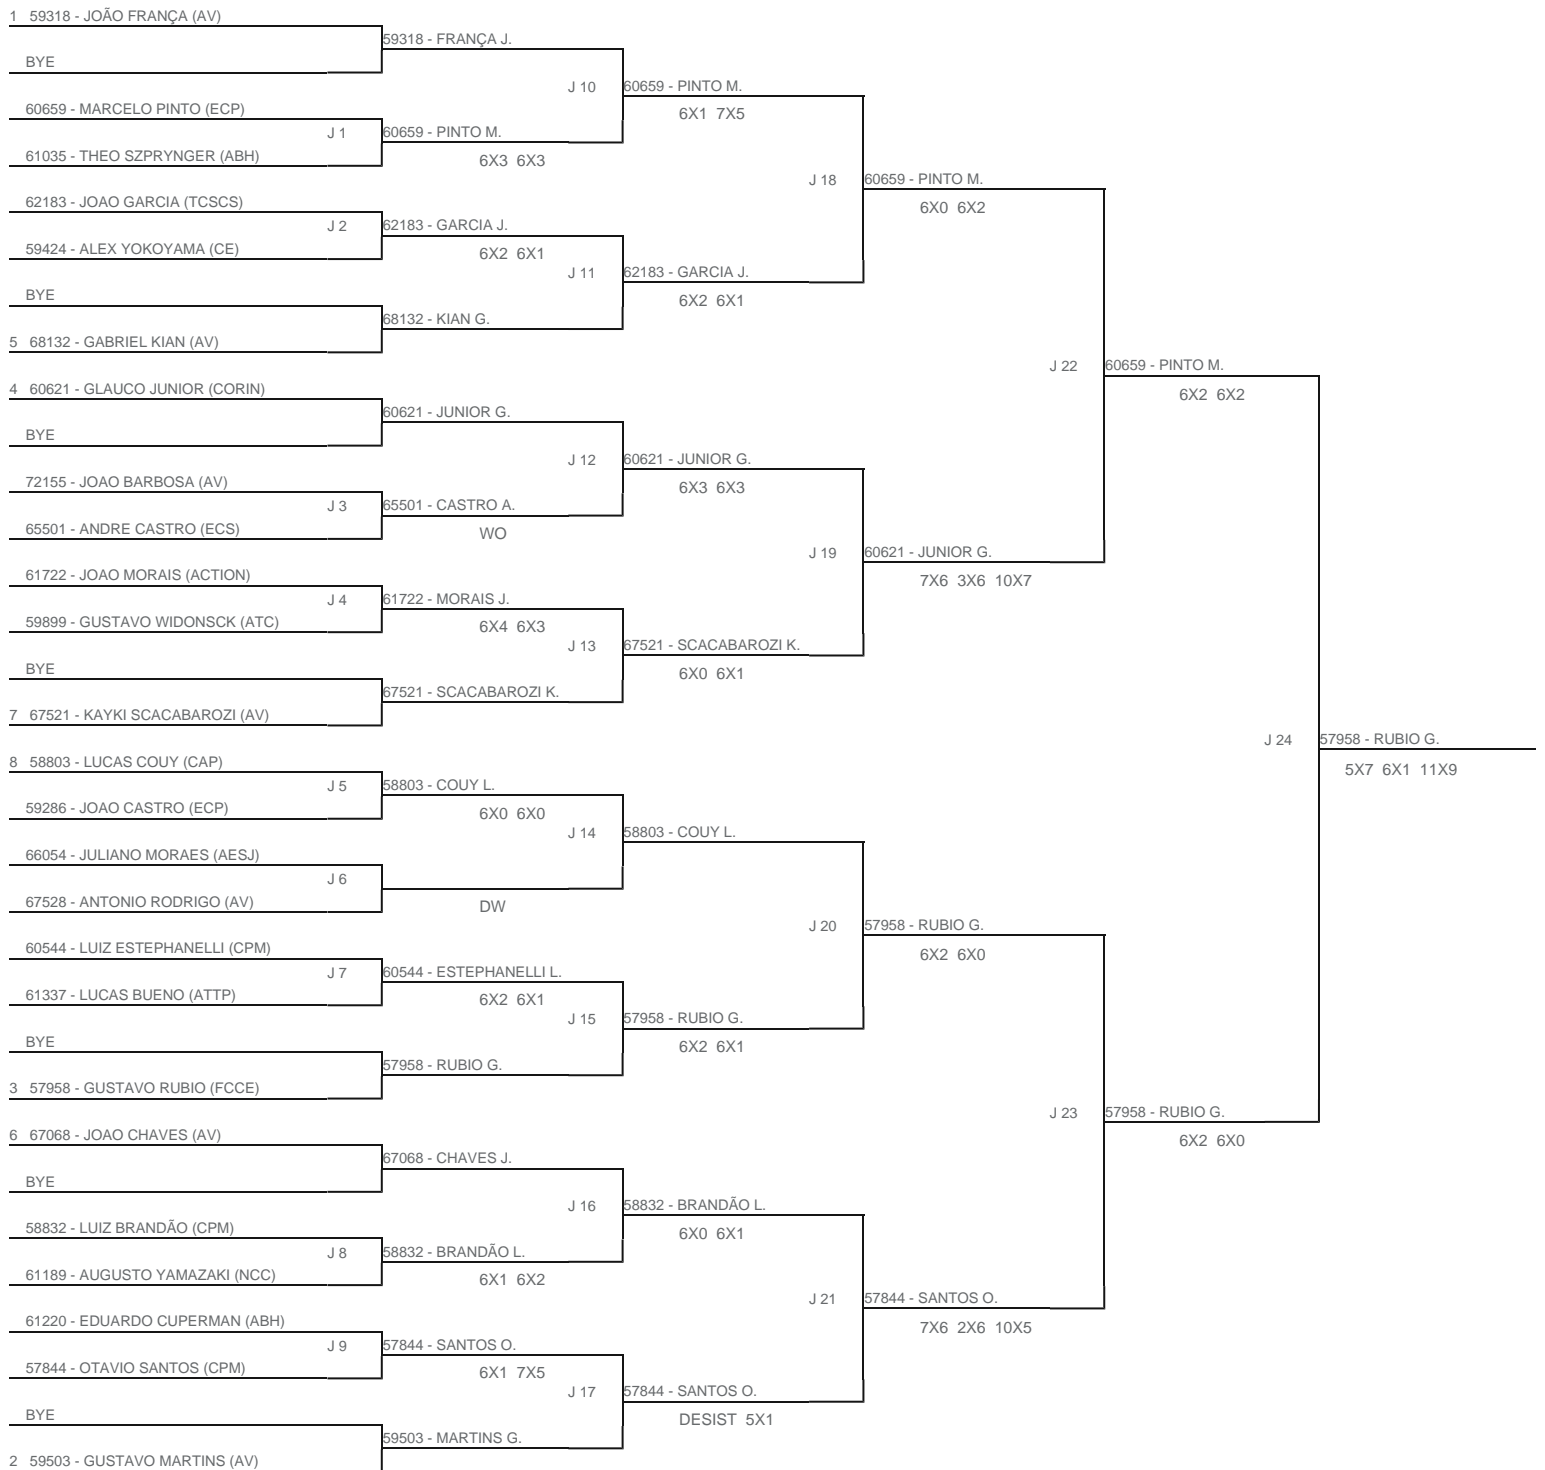 1 59318 - JOÃO FRANÇA (AV)
59318 - FRANÇA J.
BYE
J 10
60659 - PINTO M.
60659 - MARCELO PINTO (ECP)
6X1 7X5
J 1
60659 - PINTO M.
61035 - THEO SZPRYNGER (ABH)
6X3 6X3
J 18
60659 - PINTO M.
62183 - JOAO GARCIA (TCSCS)
6X0 6X2
J 2
62183 - GARCIA J.
59424 - ALEX YOKOYAMA (CE)
6X2 6X1
J 11
62183 - GARCIA J.
BYE
6X2 6X1
68132 - KIAN G.
5 68132 - GABRIEL KIAN (AV)
J 22
60659 - PINTO M.
4 60621 - GLAUCO JUNIOR (CORIN)
6X2 6X2
60621 - JUNIOR G.
BYE
J 12
60621 - JUNIOR G.
72155 - JOAO BARBOSA (AV)
6X3 6X3
J 3
65501 - CASTRO A.
65501 - ANDRE CASTRO (ECS)
WO
J 19
60621 - JUNIOR G.
61722 - JOAO MORAIS (ACTION)
7X6 3X6 10X7
J 4
61722 - MORAIS J.
59899 - GUSTAVO WIDONSCK (ATC)
6X4 6X3
J 13
67521 - SCACABAROZI K.
BYE
6X0 6X1
67521 - SCACABAROZI K.
7 67521 - KAYKI SCACABAROZI (AV)
J 24
57958 - RUBIO G.
8 58803 - LUCAS COUY (CAP)
5X7 6X1 11X9
J 5
58803 - COUY L.
59286 - JOAO CASTRO (ECP)
6X0 6X0
J 14
58803 - COUY L.
66054 - JULIANO MORAES (AESJ)
J 6
67528 - ANTONIO RODRIGO (AV)
DW
J 20
57958 - RUBIO G.
60544 - LUIZ ESTEPHANELLI (CPM)
6X2 6X0
J 7
60544 - ESTEPHANELLI L.
61337 - LUCAS BUENO (ATTP)
6X2 6X1
J 15
57958 - RUBIO G.
BYE
6X2 6X1
57958 - RUBIO G.
3 57958 - GUSTAVO RUBIO (FCCE)
J 23
57958 - RUBIO G.
6 67068 - JOAO CHAVES (AV)
6X2 6X0
67068 - CHAVES J.
BYE
J 16
58832 - BRANDÃO L.
58832 - LUIZ BRANDÃO (CPM)
6X0 6X1
J 8
58832 - BRANDÃO L.
61189 - AUGUSTO YAMAZAKI (NCC)
6X1 6X2
J 21
57844 - SANTOS O.
61220 - EDUARDO CUPERMAN (ABH)
7X6 2X6 10X5
J 9
57844 - SANTOS O.
57844 - OTAVIO SANTOS (CPM)
6X1 7X5
J 17
57844 - SANTOS O.
BYE
DESIST 5X1
59503 - MARTINS G.
2 59503 - GUSTAVO MARTINS (AV)